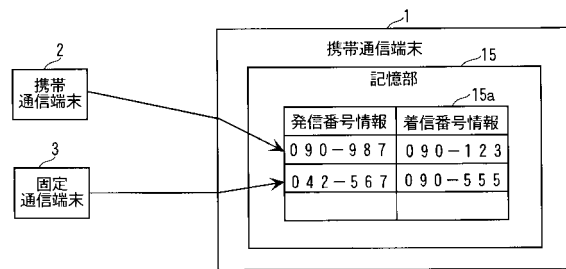 1
携帯通信端末
2
携帯
通信端末
15
記憶部
15a
発信番号情報 着信番号情報
090-987 090-123
3
固定
通信端末
042-567 090-555